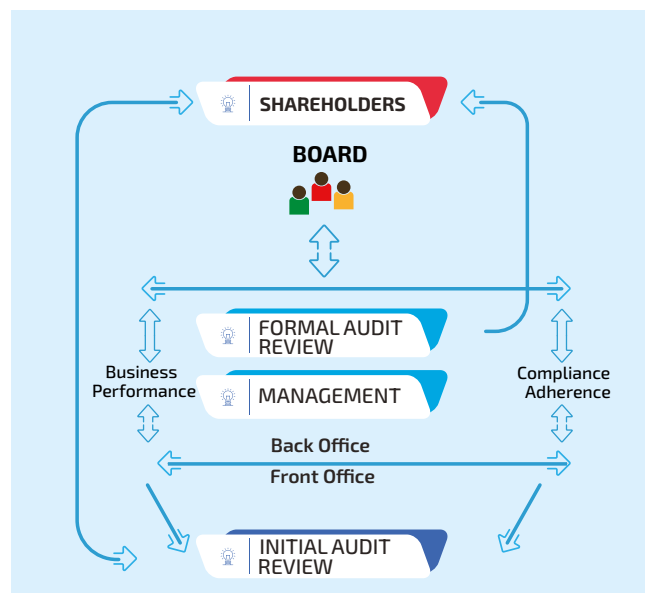 SHAREHOLDERS
BOARD
FORMAL AUDIT
REVIEW
Business
Performance
Compliance
Adherence
MANAGEMENT
Back Office
Front Office
INITIAL AUDIT
REVIEW